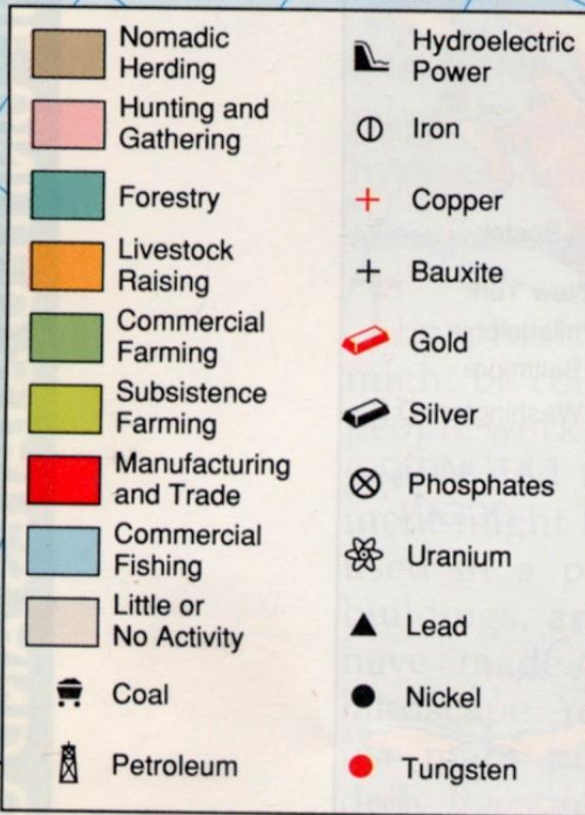 Nomadic
Herding
Hunting and
Gathering
Forestry
Livestock
Raising
Commercial
Farming
Subsistence
Farming
Manufacturing
and Trade
Commercial
Fishing
Little or
No Activity
Coal
Petroleum
Hydroelectric
Power
Iron
Copper
Bauxite
Gold
Silver
Phosphates
Uranium
Lead
Nickel
Tungsten